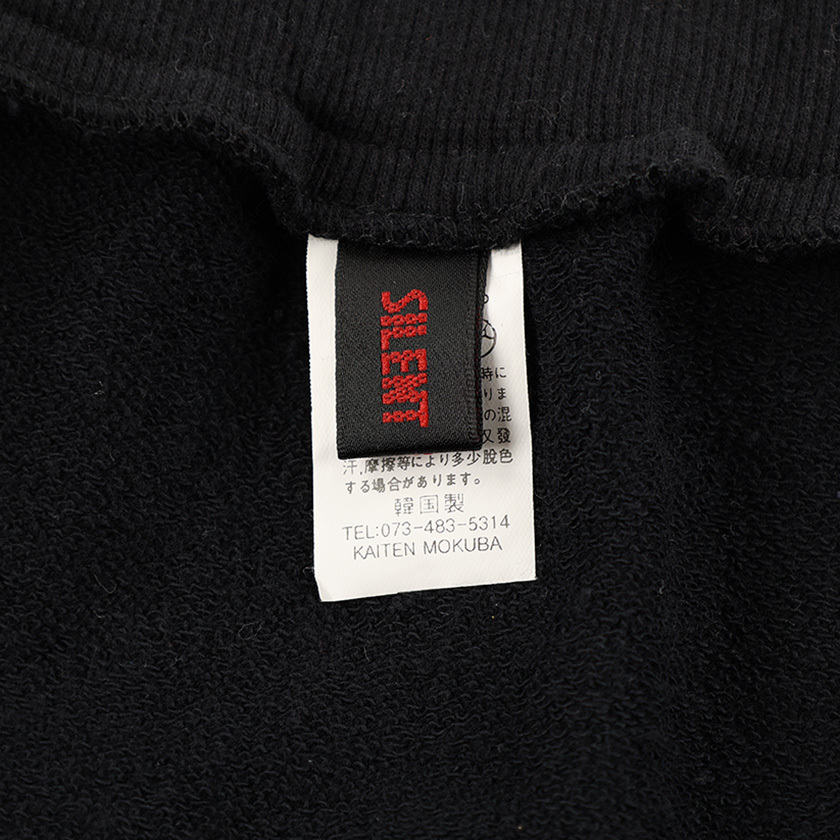 SILENT
時に
りま
の混
又發
汗,摩擦等により多少脫色
する場合があります。
韓国製
TEL:073-483-5314
KAITEN MOKUBA